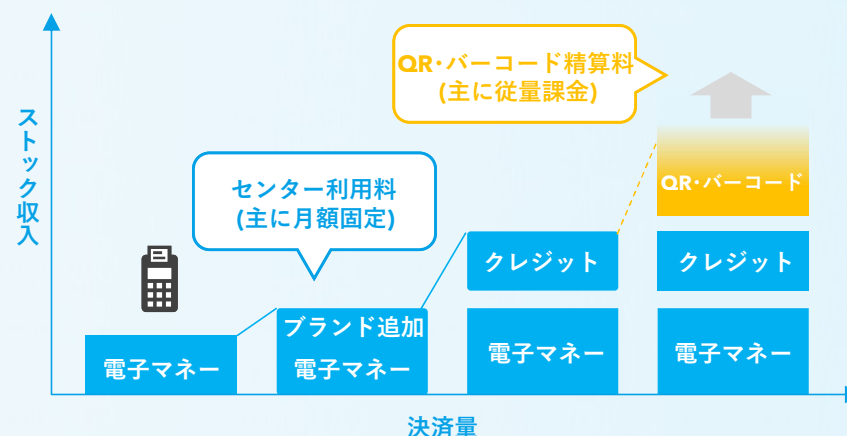 QR･バーコード精算料
(主に従量課金)
ストック収入
センター利用料
(主に月額固定)
QR･バーコード
クレジット
クレジット
ブランド追加
電子マネー
電子マネー
電子マネー
電子マネー
決済量